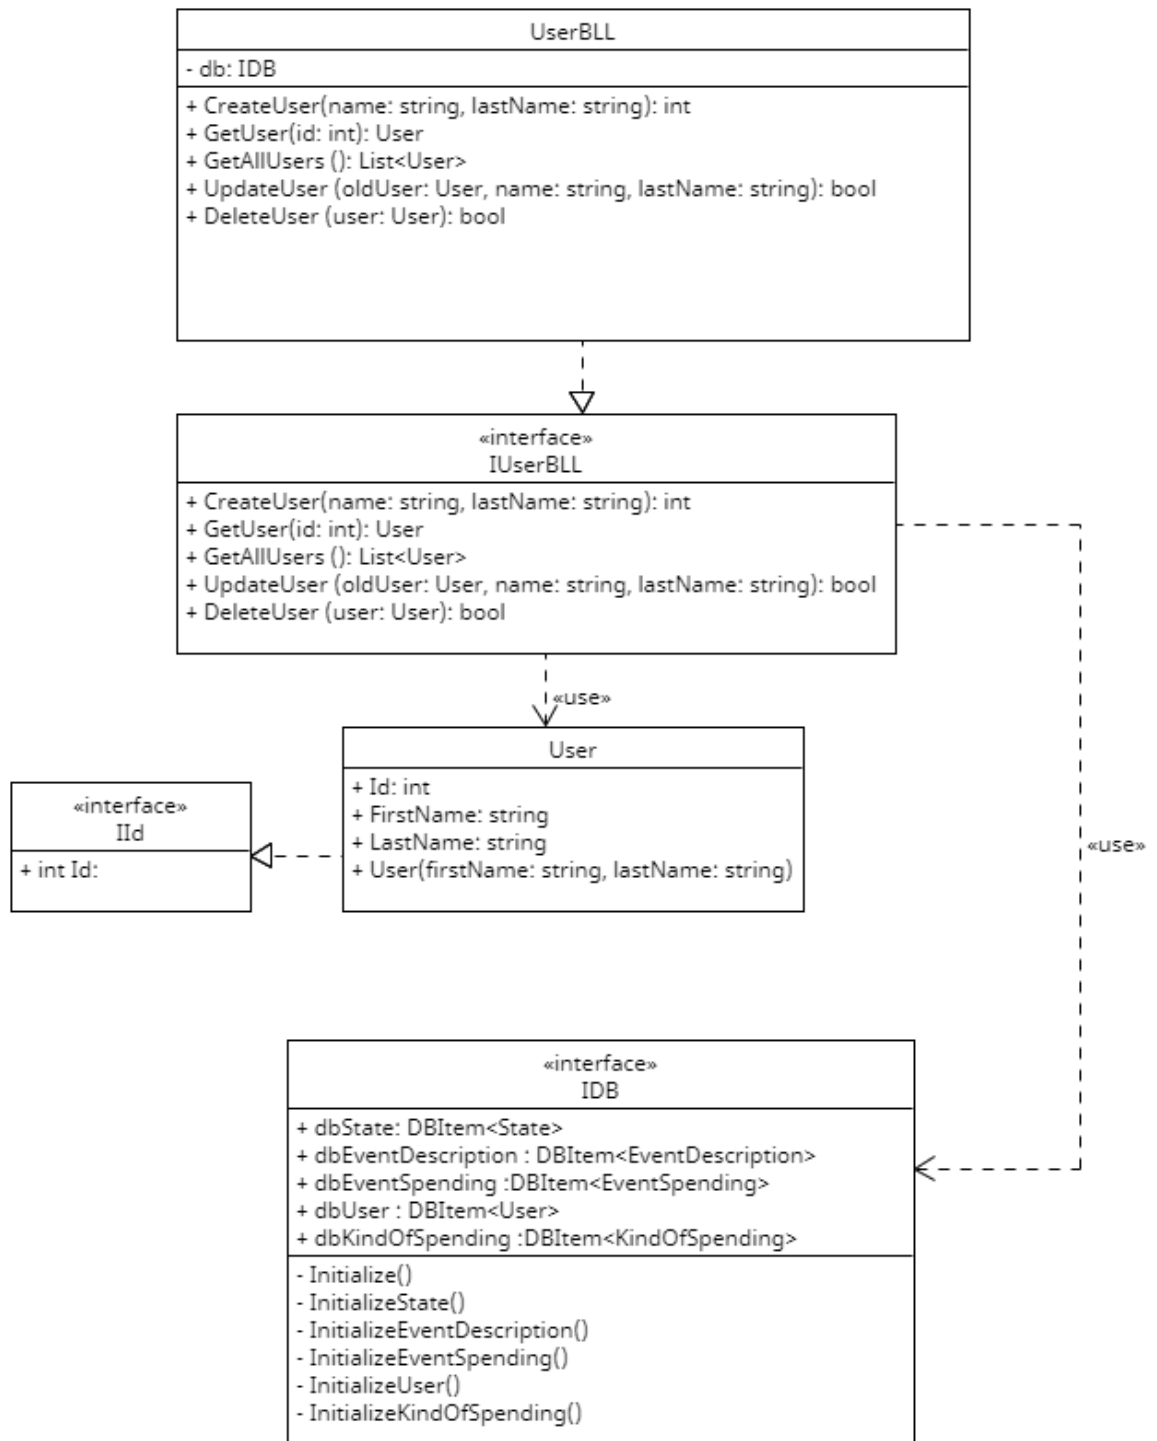 UserBLL
- db: IDB
+ CreateUser(name: string, lastName: string): int
+ GetUser(id: int): User
+ GetAllUsers (): List<User>
+ UpdateUser (oldUser: User, name: string, lastName: string): bool
+ DeleteUser (user: User): bool
«interface»
IUserBLL
+ CreateUser(name: string, lastName: string): int
+ GetUser(id: int): User
+ GetAllUsers (): List<User>
+ UpdateUser (oldUser: User, name: string, lastName: string): bool
+ DeleteUser (user: User): bool
«use»
User
+ Id: int
+ FirstName: string
+ LastName: string
+ User(firstName: string, lastName: string)
«interface»
IId
+ int Id:
«use»
«interface»
IDB
+ dbState: DBItem<State>
+ dbEventDescription : DBItem<EventDescription>
+ dbEventSpending :DBItem<EventSpending>
+ dbUser : DBItem<User>
+ dbKindOfSpending :DBItem<KindOfSpending>
- Initialize()
- InitializeState()
- InitializeEventDescription()
- InitializeEventSpending()
- InitializeUser()
- InitializeKindOfSpending()